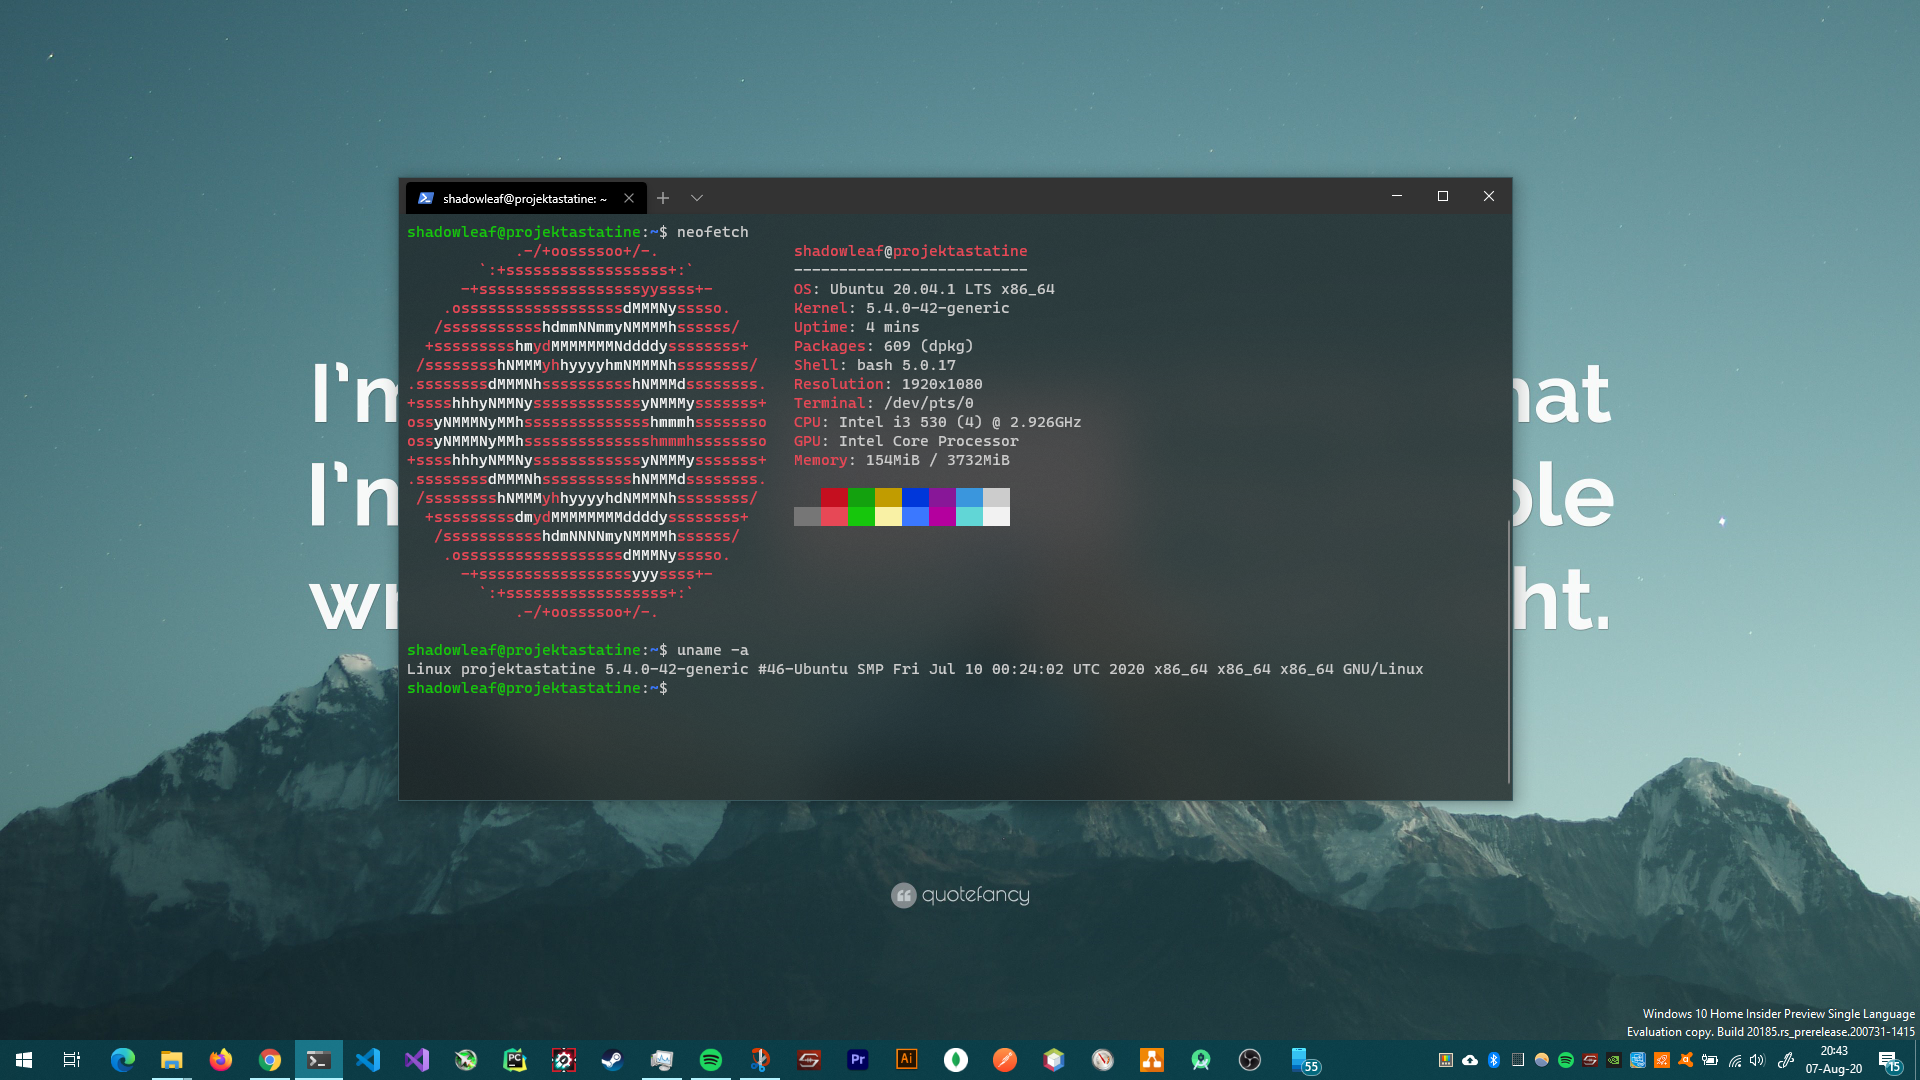 I'm hat
I'm ple
wr ht.
shadowleaf@projektastatine: ~
shadowleaf@projektastatine:~$ neofetch
.-/+oossssoo+/-.
`:+ssssssssssssssssss+:`
-+ssssssssssssssssssyyssss+-
.ossssssssssssssssssdMMMNysssso.
/ssssssssssshdmmNNmmyNMMMMhssssss/
+ssssssssshmydMMMMMMMNddddyssssssss+
/sssssssshNMMMyhhyyyyhmNMMMNhssssssss/
.ssssssssdMMMNhsssssssssshNMMMdssssssss.
+sssshhhyNMMNyssssssssssssyNMMMysssssss+
ossyNMMMNyMMhsssssssssssssshmmmhssssssso
ossyNMMMNyMMhsssssssssssssshmmmhssssssso
+sssshhhyNMMNyssssssssssssyNMMMysssssss+
.ssssssssdMMMNhsssssssssshNMMMdssssssss.
/sssssssshNMMMyhhyyyyhdNMMMNhssssssss/
+sssssssssdmydMMMMMMMMddddyssssssss+
/ssssssssssshdmNNNNmyNMMMMhssssss/
.ossssssssssssssssssdMMMNysssso.
-+sssssssssssssssssyyyssss+-
`:+ssssssssssssssssss+:`
.-/+oossssoo+/-.
shadowleaf@projektastatine
--------------------------
OS: Ubuntu 20.04.1 LTS x86_64
Kernel: 5.4.0-42-generic
Uptime: 4 mins
Packages: 609 (dpkg)
Shell: bash 5.0.17
Resolution: 1920x1080
Terminal: /dev/pts/0
CPU: Intel i3 530 (4) @ 2.926GHz
GPU: Intel Core Processor
Memory: 154MiB / 3732MiB
shadowleaf@projektastatine:~$ uname -a
Linux projektastatine 5.4.0-42-generic #46-Ubuntu SMP Fri Jul 10 00:24:02 UTC 2020 x86_64 x86_64 x86_64 GNU/Linux
shadowleaf@projektastatine:~$
quotefancy
Windows 10 Home Insider Preview Single Language
Evaluation copy. Build 20185.rs_prerelease.200731-1415
PC
Pr
Ai
55
20:43
07-Aug-20
15